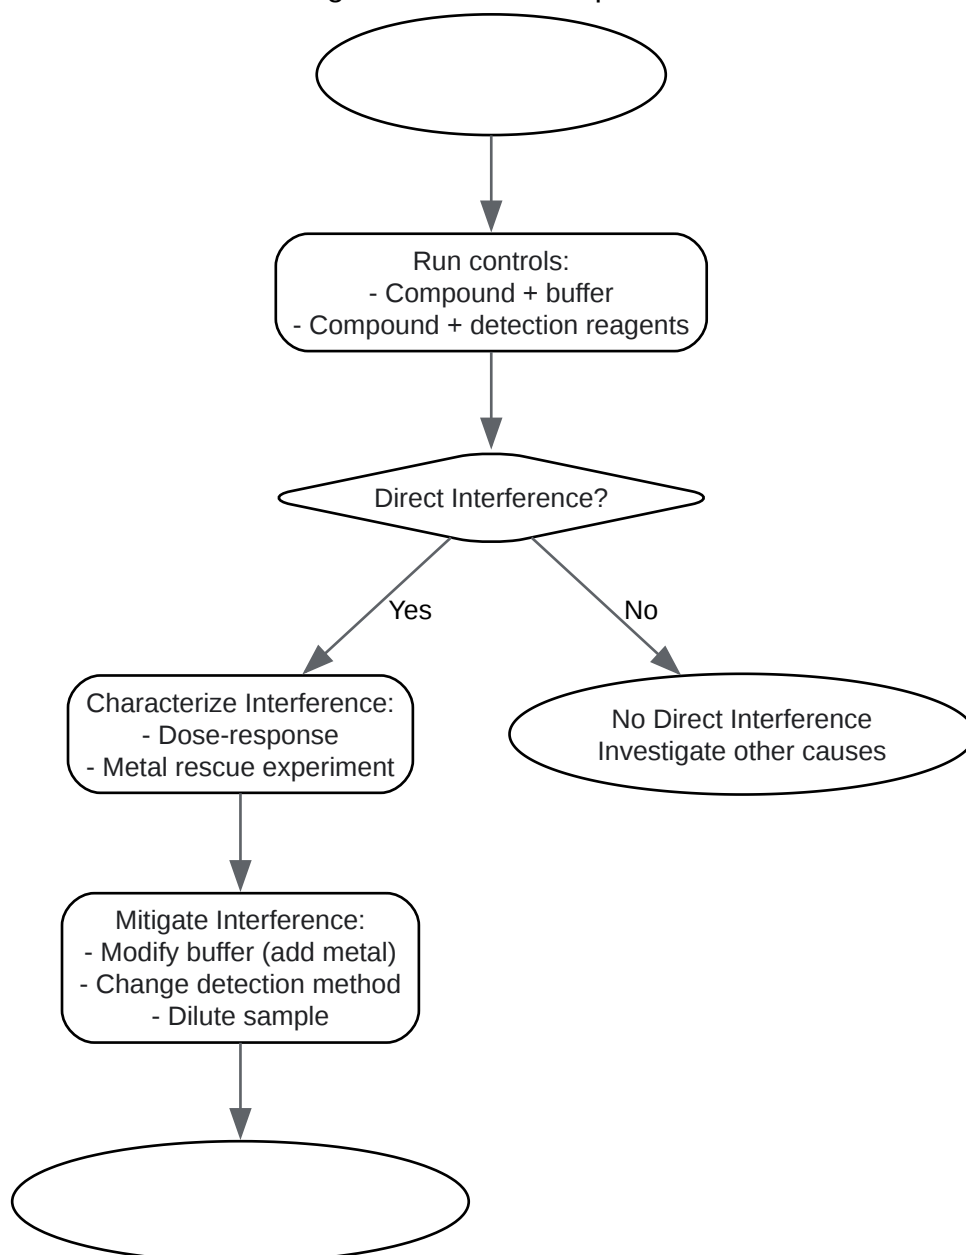 Run controls:
- Compound + buffer
- Compound + detection reagents
Direct Interference?
Yes
No
Characterize Interference:
- Dose-response
- Metal rescue experiment
No Direct Interference
Investigate other causes
Mitigate Interference:
- Modify buffer (add metal)
- Change detection method
- Dilute sample